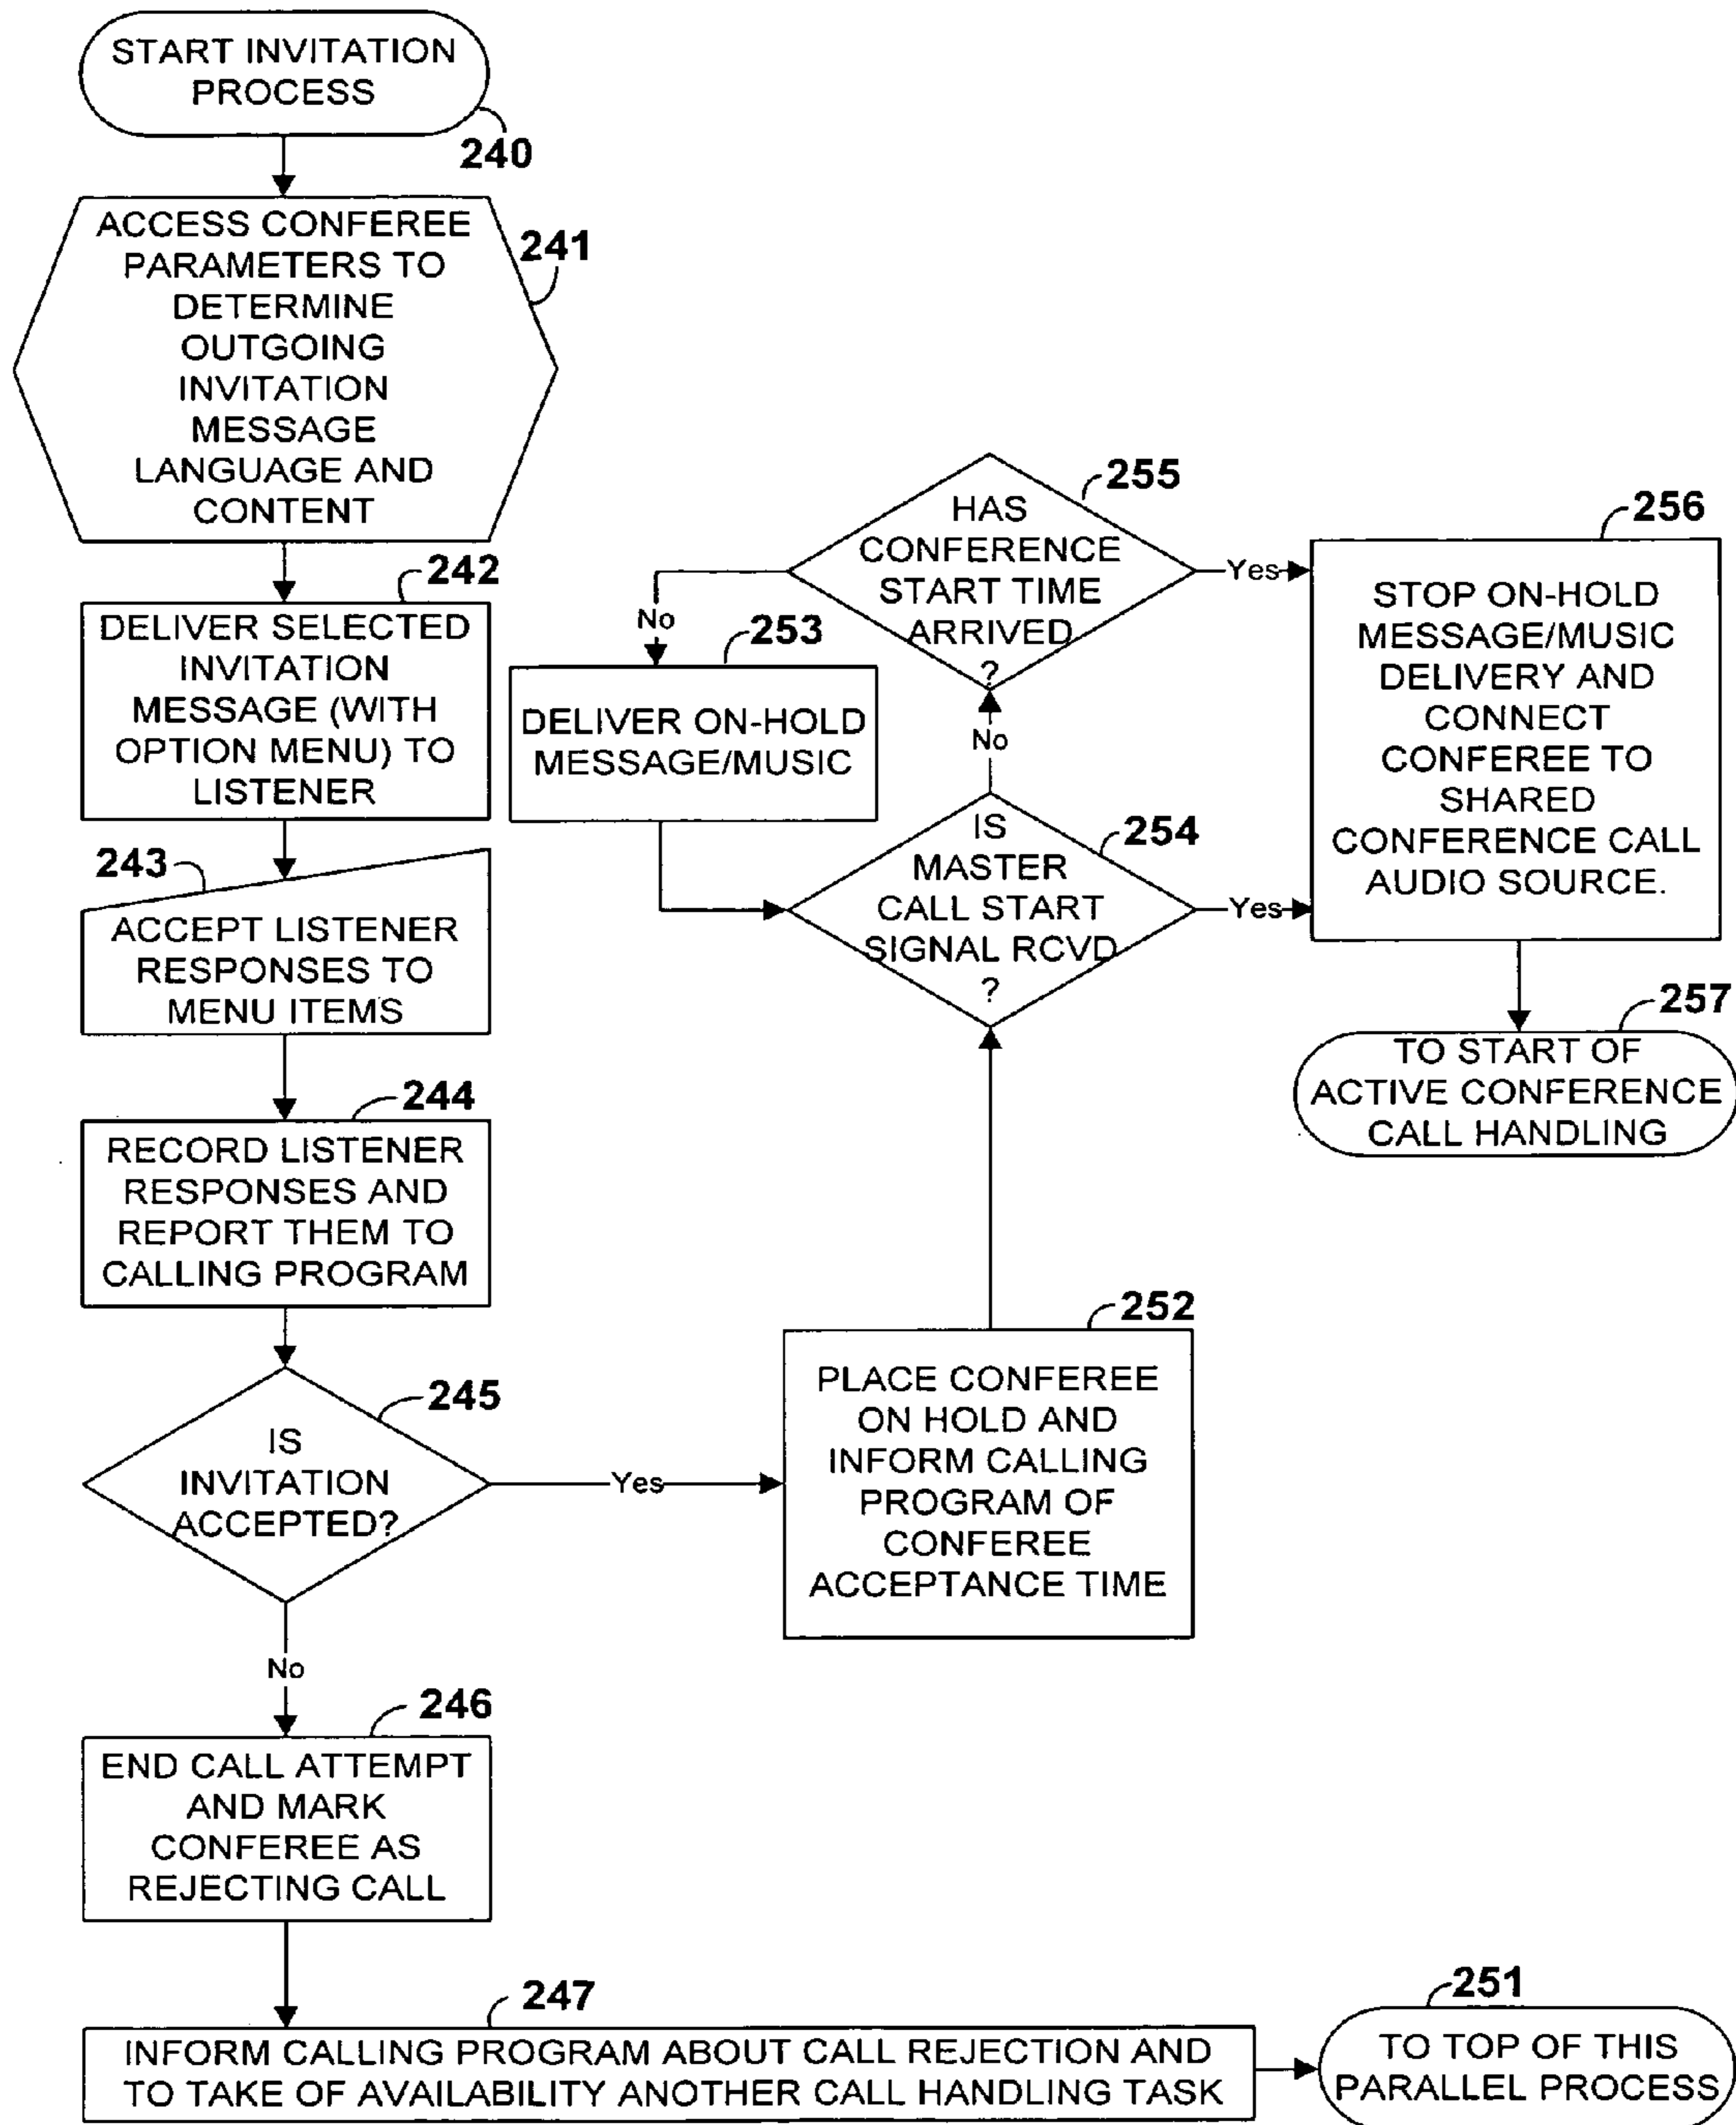 START INVITATION
PROCESS
240
ACCESS CONFEREE
PARAMETERS TO
DETERMINE
OUTGOING
INVITATION
MESSAGE
LANGUAGE AND
CONTENT
241
242
DELIVER SELECTED
INVITATION
MESSAGE (WITH
OPTION MENU) TO
LISTENER
243
ACCEPT LISTENER
RESPONSES TO
MENU ITEMS
244
RECORD LISTENER
RESPONSES AND
REPORT THEM TO
CALLING PROGRAM
245
IS
INVITATION
ACCEPTED?
Yes
No
246
END CALL ATTEMPT
AND MARK
CONFEREE AS
REJECTING CALL
247
INFORM CALLING PROGRAM ABOUT CALL REJECTION AND
TO TAKE OF AVAILABILITY ANOTHER CALL HANDLING TASK
251
TO TOP OF THIS
PARALLEL PROCESS
252
PLACE CONFEREE
ON HOLD AND
INFORM CALLING
PROGRAM OF
CONFEREE
ACCEPTANCE TIME
254
IS
MASTER
CALL START
SIGNAL RCVD
?
Yes
No
255
HAS
CONFERENCE
START TIME
ARRIVED
?
Yes
No
253
DELIVER ON-HOLD
MESSAGE/MUSIC
256
STOP ON-HOLD
MESSAGE/MUSIC
DELIVERY AND
CONNECT
CONFEREE TO
SHARED
CONFERENCE CALL
AUDIO SOURCE.
257
TO START OF
ACTIVE CONFERENCE
CALL HANDLING